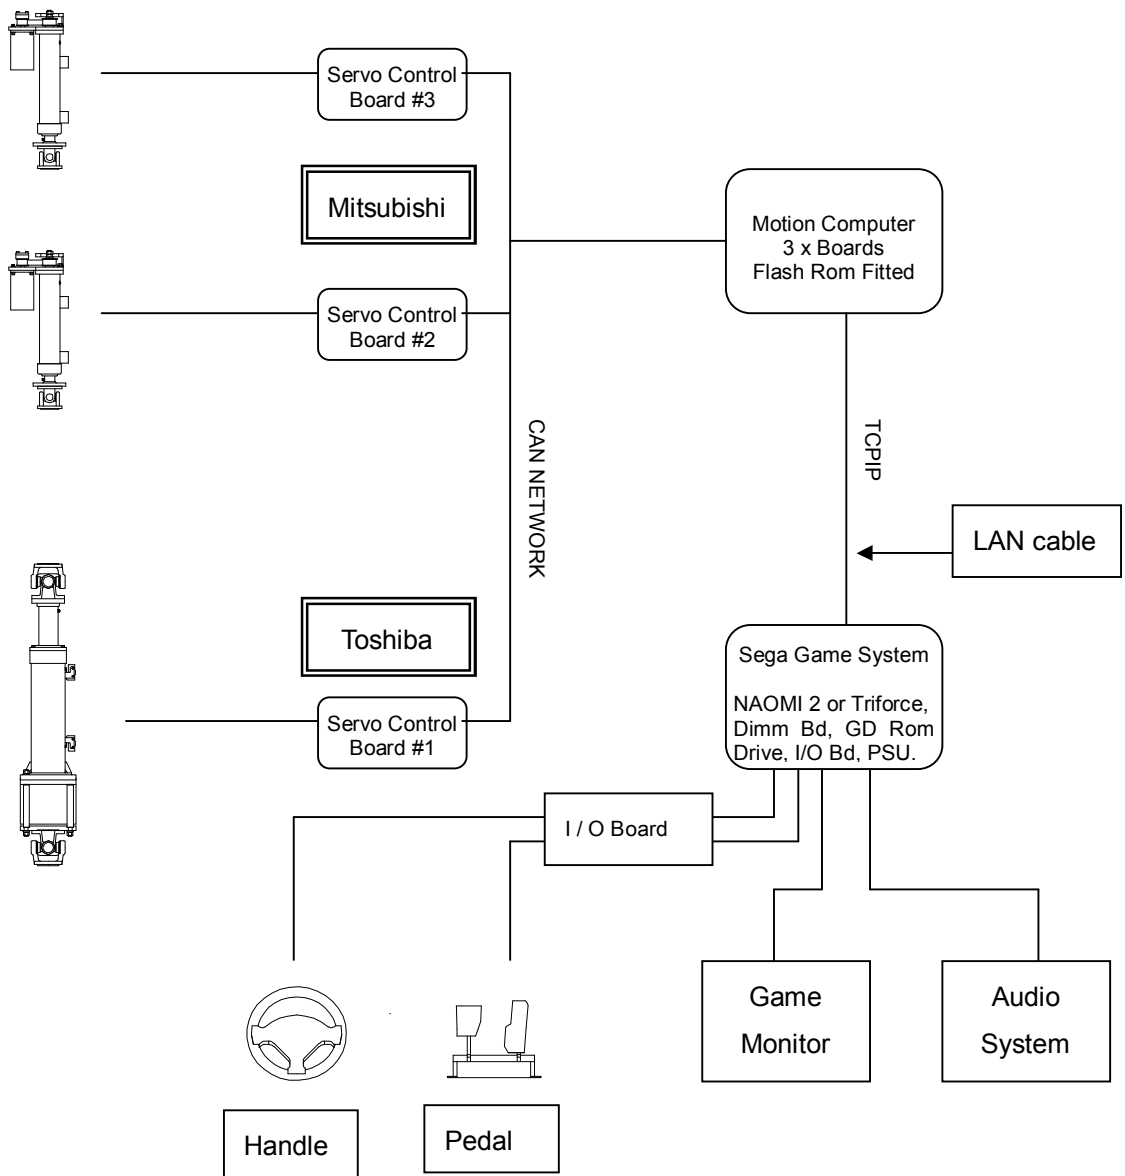 Servo Control
Board #3
Mitsubishi
Motion Computer
3 x Boards
Flash Rom Fitted
Servo Control
Board #2
CAN NETWORK
TCPIP
LAN cable
Toshiba
Servo Control
Board #1
Sega Game System
NAOMI 2 or Triforce,
Dimm Bd, GD Rom
Drive, I/O Bd, PSU.
I / O Board
Game
Monitor
Audio
System
Handle
Pedal